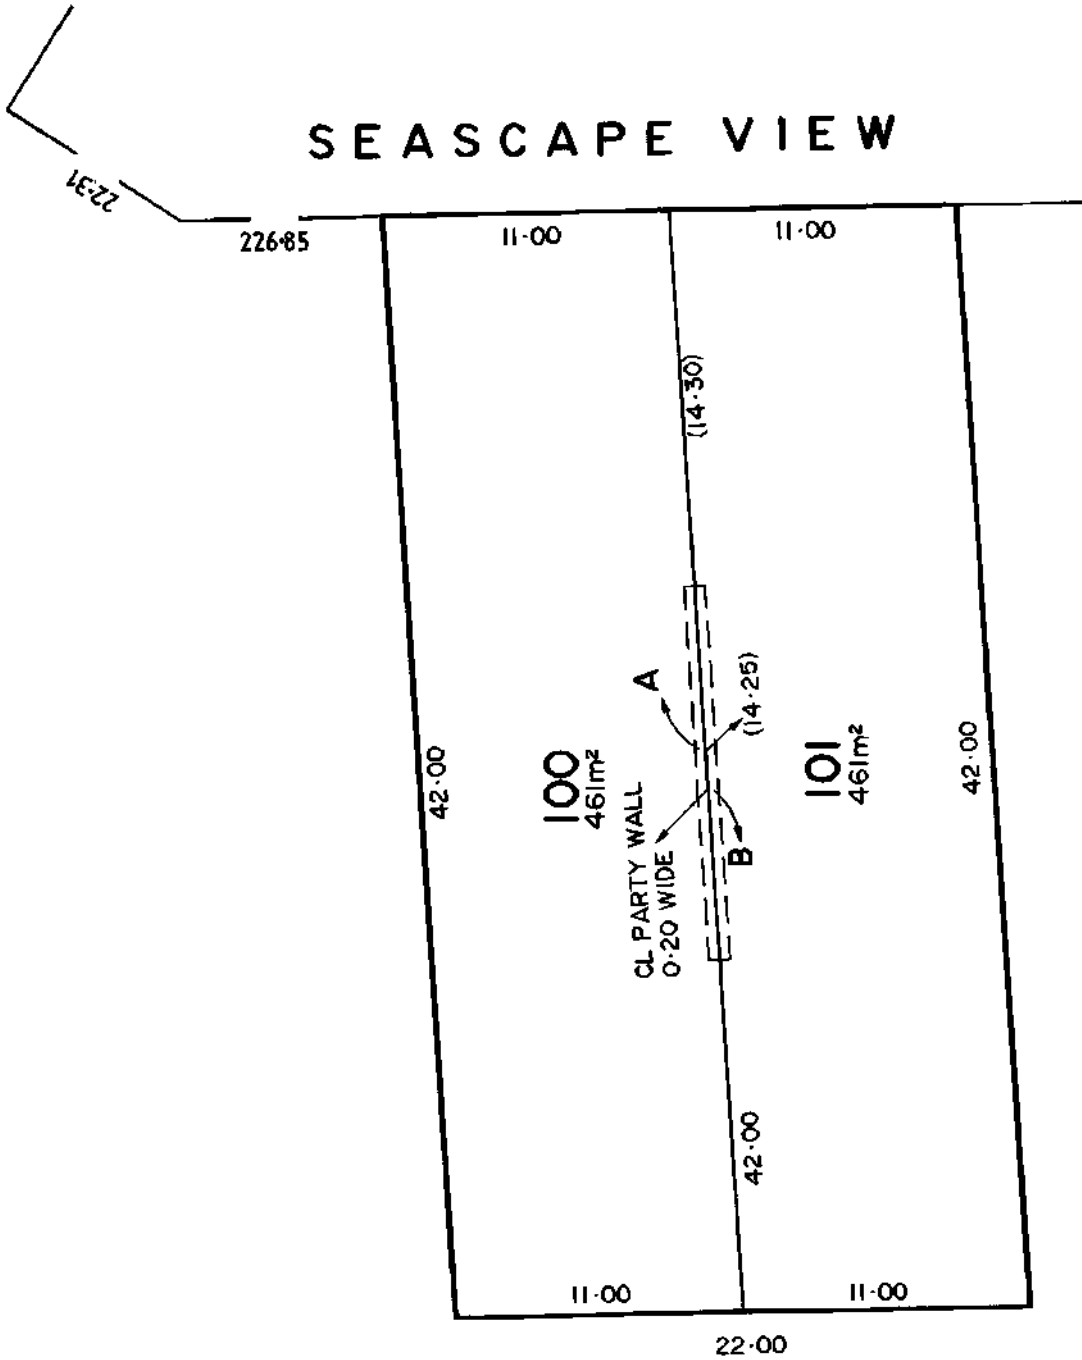 SEASCAPE VIEW
22·31
226·85
11·00
11·00
(14·30)
A
(14·25)
42·00
100
461m²
101
461m²
42·00
CL PARTY WALL
0·20 WIDE
B
42·00
11·00
11·00
22·00